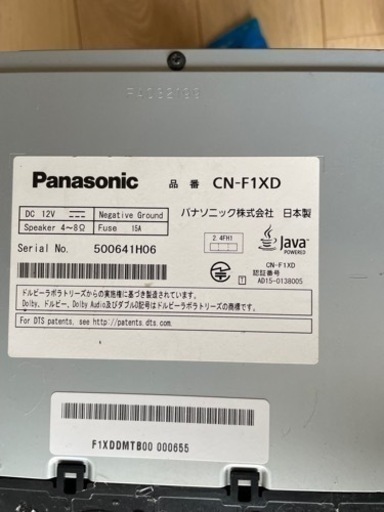 Panasonic 品番 CN-F1XD
DC 12V Negative Ground
Speaker 4~8Ω Fuse 15A
パナソニック株式会社 日本製
Serial No. 500641H06
2.4FH1
Java
POWERED
CN-F1XD
認証番号
AD15-0138005
T
ドルビーラボラトリーズからの実施権に基づき製造されています。
Dolby、ドルビー、Dolby Audio及びダブルD記号はドルビーラボラトリーズの商標です。
For DTS patents, see http://patents.dts.com.
F1XDDMTB00 000655